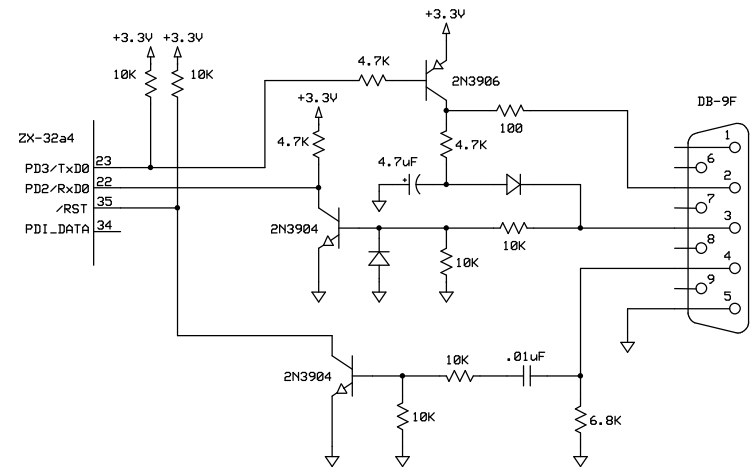 +3.3V
+3.3V +3.3V
4.7K
10K 10K
2N3906
+3.3V
DB-9F
100
ZX-32a4
4.7K
4.7K
1
6
PD3/TxD0 23
4.7uF
+
2
PD2/RxD0 22
/RST 35
7
PDI_DATA 34
3
2N3904
10K
8
10K
4
9
5
.01uF
10K
2N3904
10K
6.8K